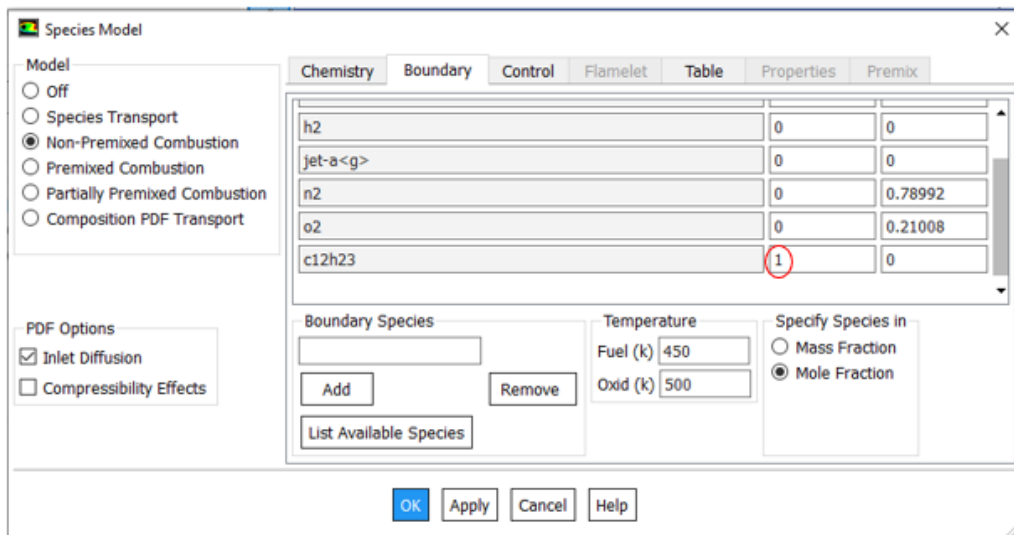 Species Model
Model
Off
Species Transport
Non-Premixed Combustion
Premixed Combustion
Partially Premixed Combustion
Composition PDF Transport
PDF Options
Inlet Diffusion
Compressibility Effects
Chemistry Boundary Control Flamelet Table Properties Premix
h2 0 0
jet-a<g> 0 0
n2 0 0.78992
o2 0 0.21008
c12h23 1 0
Boundary Species
Add Remove
List Available Species
Temperature
Fuel (k) 450
Oxid (k) 500
Specify Species in
Mass Fraction
Mole Fraction
OK Apply Cancel Help